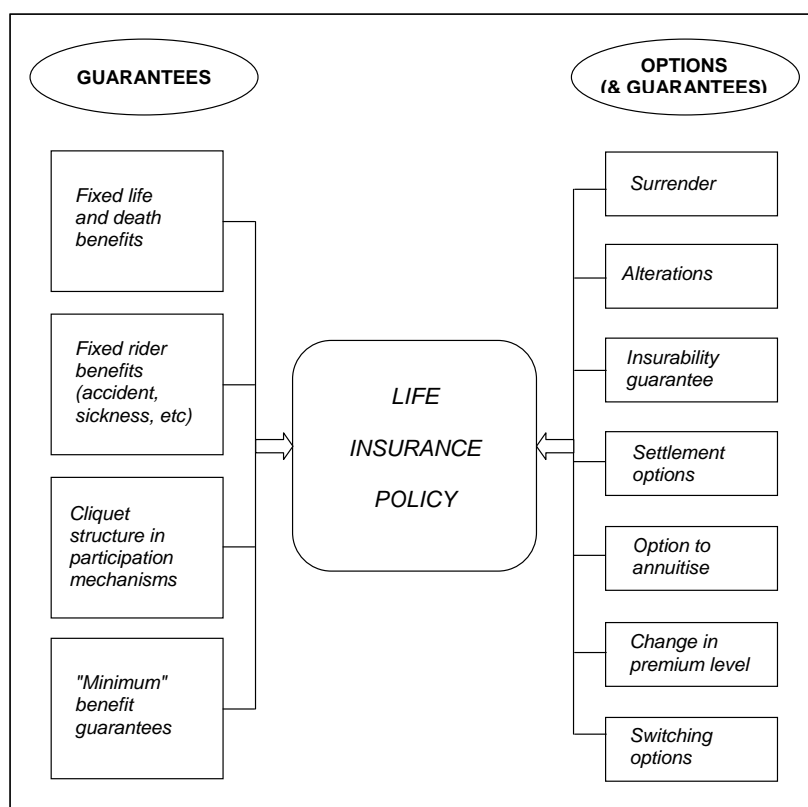 GUARANTEES
Fixed life
and death
benefits
Fixed rider
benefits
(accident,
sickness, etc)
Cliquet
structure in
participation
mechanisms
"Minimum"
benefit
guarantees
LIFE
INSURANCE
POLICY
OPTIONS
(& GUARANTEES)
Surrender
Alterations
Insurability
guarantee
Settlement
options
Option to
annuitise
Change in
premium level
Switching
options